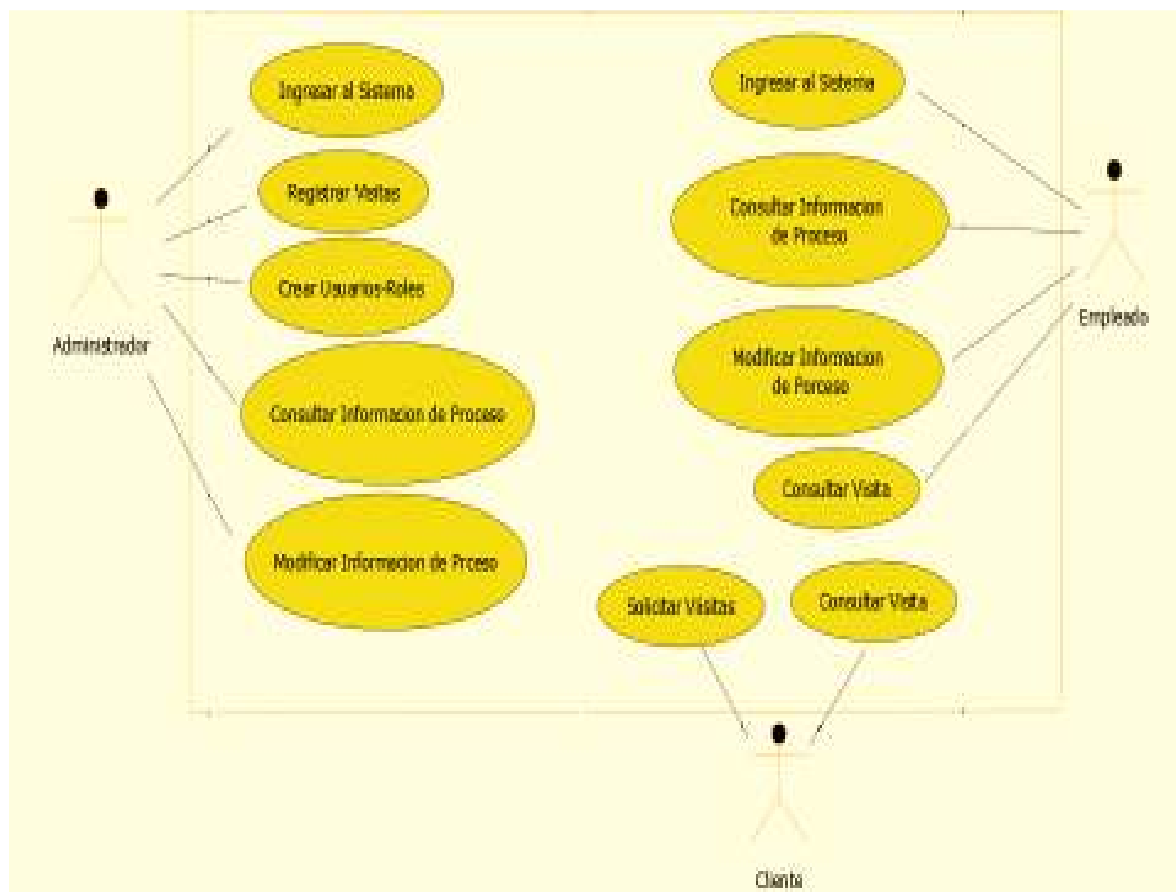 Ingresar al Sistema
Registrar Visitas
Crear Usuarios-Roles
Administrador
Consultar Informacion de Proceso
Modificar Informacion de Proceso
Ingresar al Sistema
Consultar Informacion
de Proceso
Modificar Informacion
de Porceso
Empleado
Consultar Visita
Solicitar Visitas
Consultar Visita
Cliente